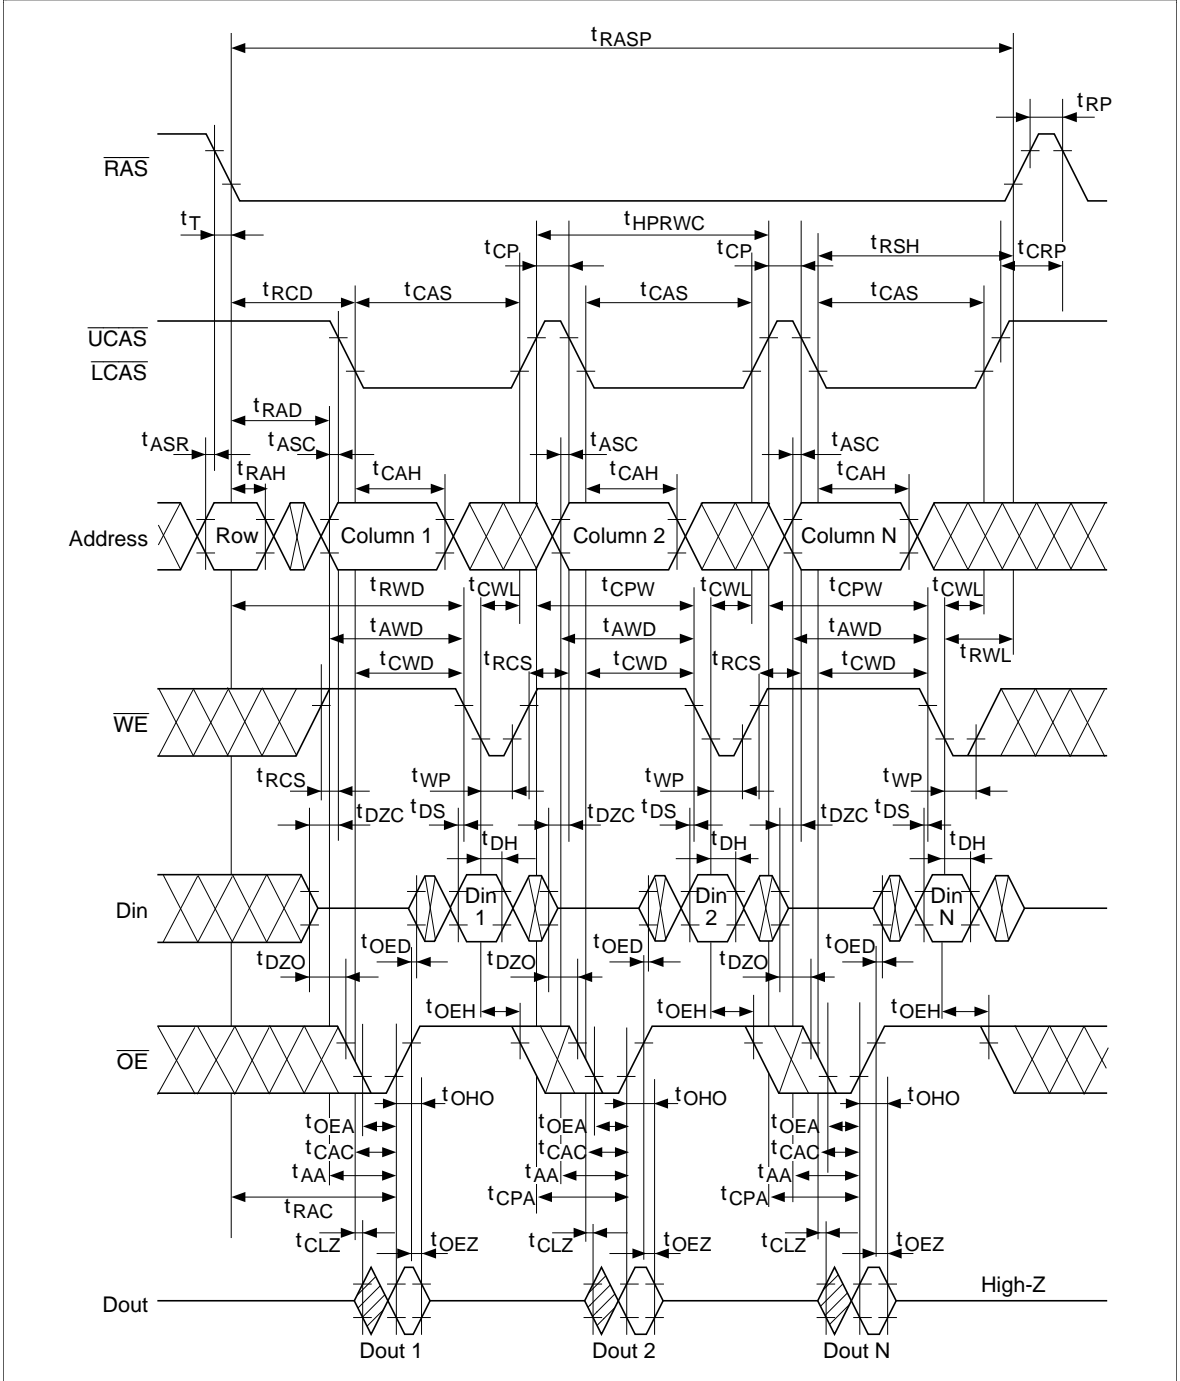 tRASP
tRP
RAS
tT
tHPRWC
tCP
tCP
tRSH
tCRP
tRCD
tCAS
tCAS
tCAS
UCAS
LCAS
tRAD
tASR
tASC
tASC
tASC
tRAH
tCAH
tCAH
tCAH
Address
Row
Column 1
Column 2
Column N
tRWD
tCWL
tCPW
tCWL
tCPW
tCWL
tAWD
tAWD
tAWD
tRWL
tCWD
tRCS
tCWD
tRCS
tCWD
WE
tRCS
tWP
tWP
tWP
tDZC
tDS
tDZC
tDS
tDZC
tDS
tDH
tDH
tDH
Din
Din 1
Din 2
Din N
tDZO
tOED
tDZO
tOED
tDZO
tOED
tOEH
tOEH
tOEH
OE
tOHO
tOHO
tOHO
tOEA
tOEA
tOEA
tCAC
tCAC
tCAC
tAA
tAA
tAA
tRAC
tCPA
tCPA
tCLZ
tOEZ
tCLZ
tOEZ
tCLZ
tOEZ
Dout
High-Z
Dout 1
Dout 2
Dout N